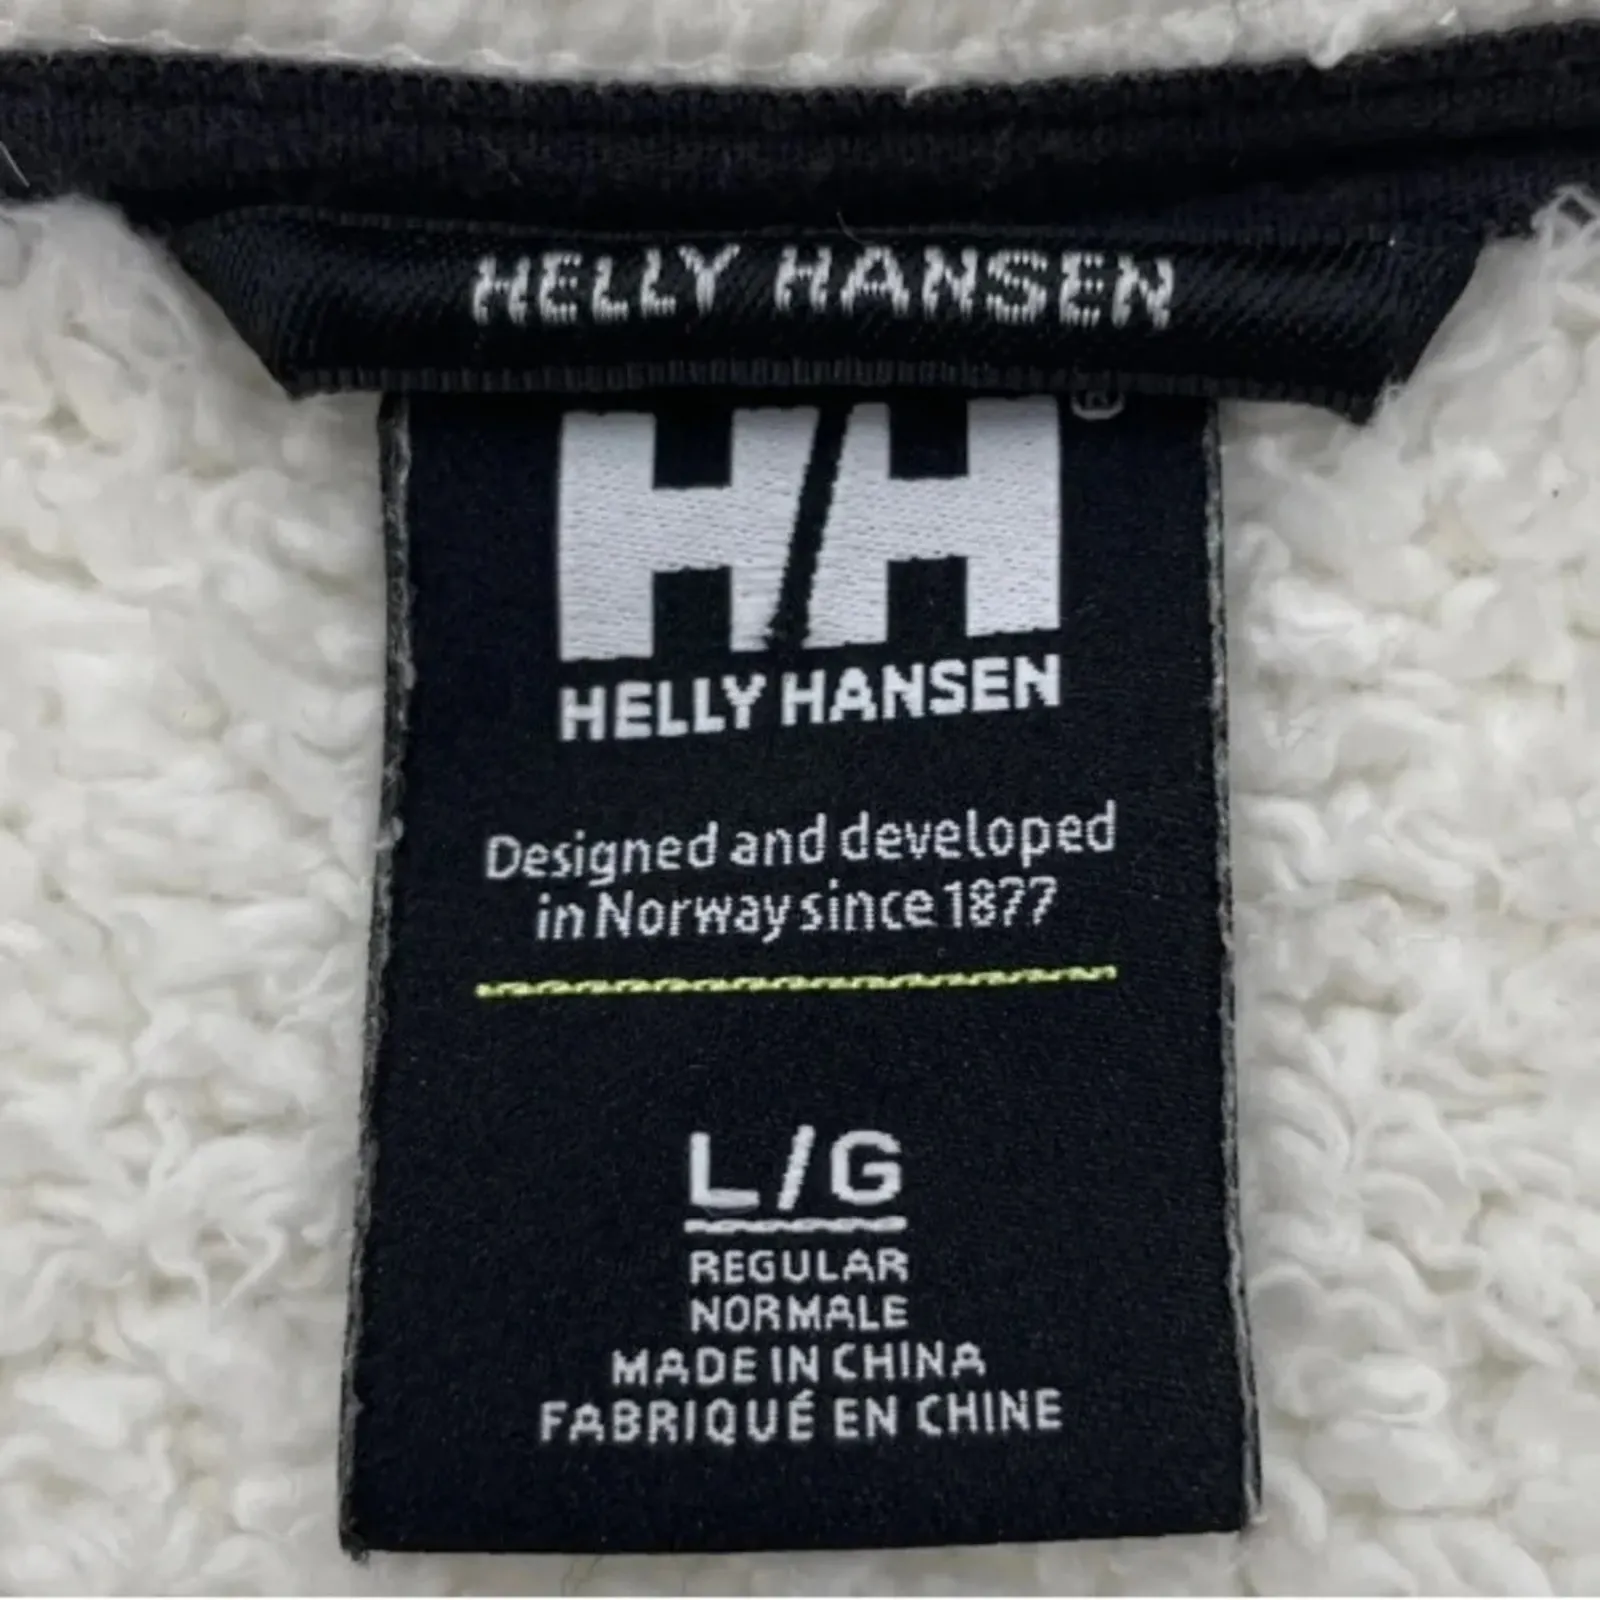 HELLY HANSEN
HH®
HELLY HANSEN
Designed and developed
in Norway since 1877
L/G
REGULAR
NORMALE
MADE IN CHINA
FABRIQUÉ EN CHINE